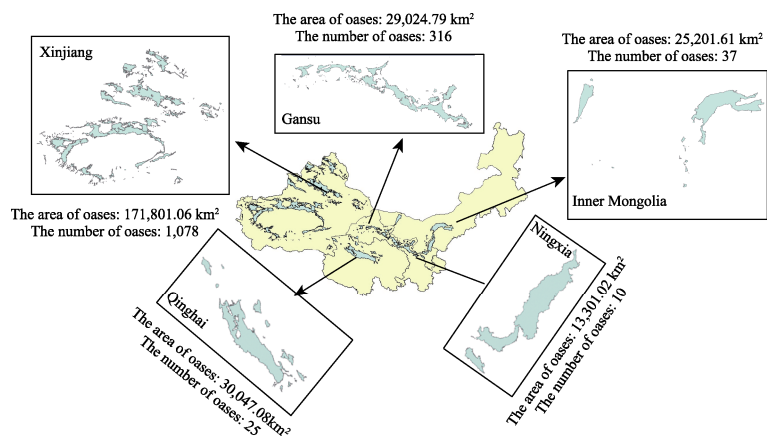 The area of oases: 29,024.79 km²
The number of oases: 316
The area of oases: 25,201.61 km²
The number of oases: 37
Xinjiang
Gansu
Inner Mongolia
The area of oases: 171,801.06 km²
The number of oases: 1,078
Ningxia
The area of oases: 13,301.02 km²
The number of oases: 10
Qinghai
The area of oases: 30,047.08km²
The number of oases: 25